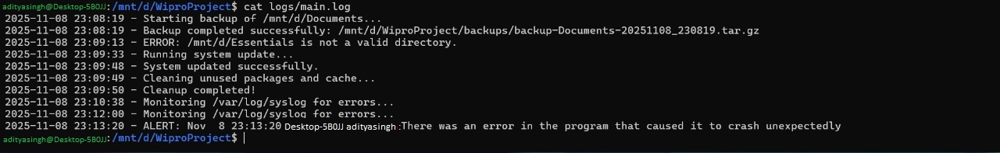 adityasingh@Desktop-5B0JJ:/mnt/d/WiproProject$ cat logs/main.log
2025-11-08 23:08:19 - Starting backup of /mnt/d/Documents...
2025-11-08 23:08:19 - Backup completed successfully: /mnt/d/WiproProject/backups/backup-Documents-20251108_230819.tar.gz
2025-11-08 23:09:13 - ERROR: /mnt/d/Essentials is not a valid directory.
2025-11-08 23:09:33 - Running system update...
2025-11-08 23:09:48 - System updated successfully.
2025-11-08 23:09:49 - Cleaning unused packages and cache...
2025-11-08 23:09:50 - Cleanup completed!
2025-11-08 23:10:38 - Monitoring /var/log/syslog for errors...
2025-11-08 23:12:00 - Monitoring /var/log/syslog for errors...
2025-11-08 23:13:20 - ALERT: Nov  8 23:13:20 Desktop-5B0JJ adityasingh :There was an error in the program that caused it to crash unexpectedly
adityasingh@Desktop-5B0JJ:/mnt/d/WiproProject$